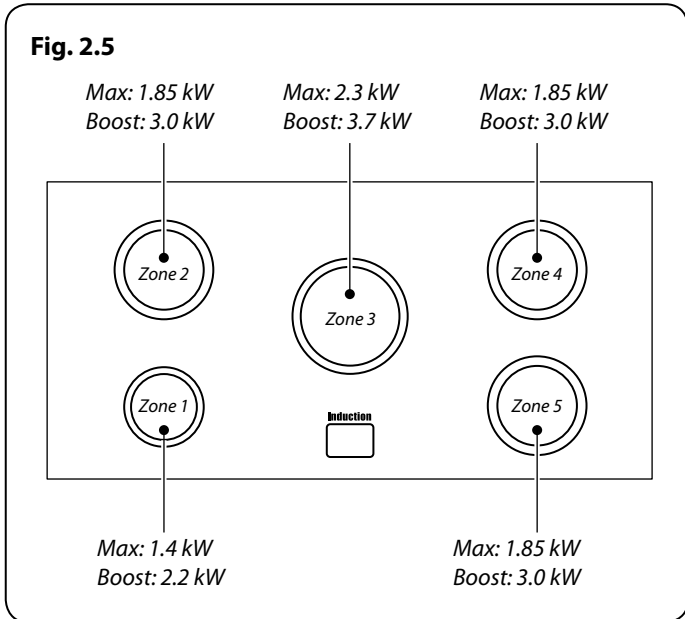 Fig. 2.5
Max: 1.85 kW
Boost: 3.0 kW
Max: 2.3 kW
Boost: 3.7 kW
Max: 1.85 kW
Boost: 3.0 kW
Zone 2
Zone 3
Zone 4
Zone 1
Induction
Zone 5
Max: 1.4 kW
Boost: 2.2 kW
Max: 1.85 kW
Boost: 3.0 kW